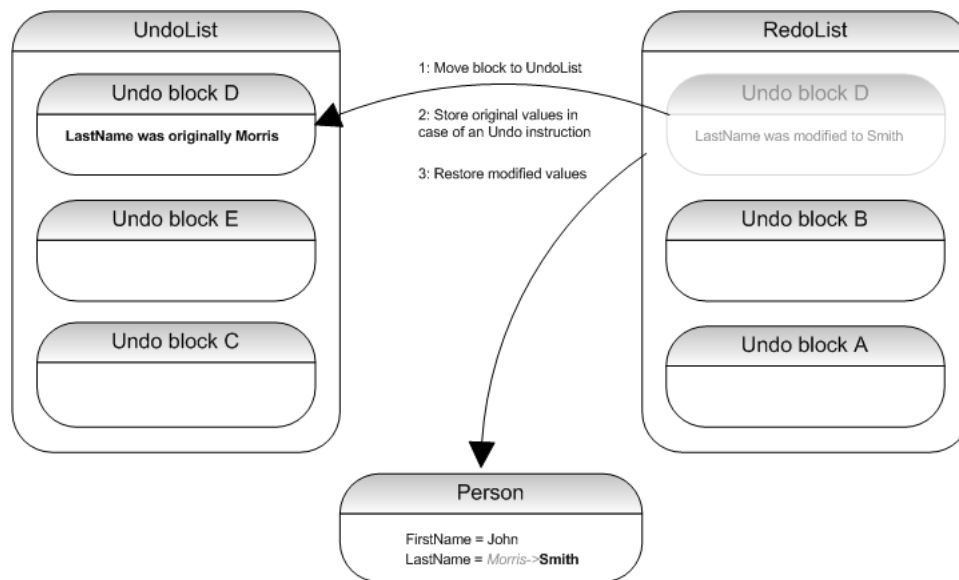 UndoList
Undo block D
LastName was originally Morris
Undo block E
Undo block C
1: Move block to UndoList
2: Store original values in
case of an Undo instruction
3: Restore modified values
RedoList
Undo block D
LastName was modified to Smith
Undo block B
Undo block A
Person
FirstName = John
LastName = Morris->Smith